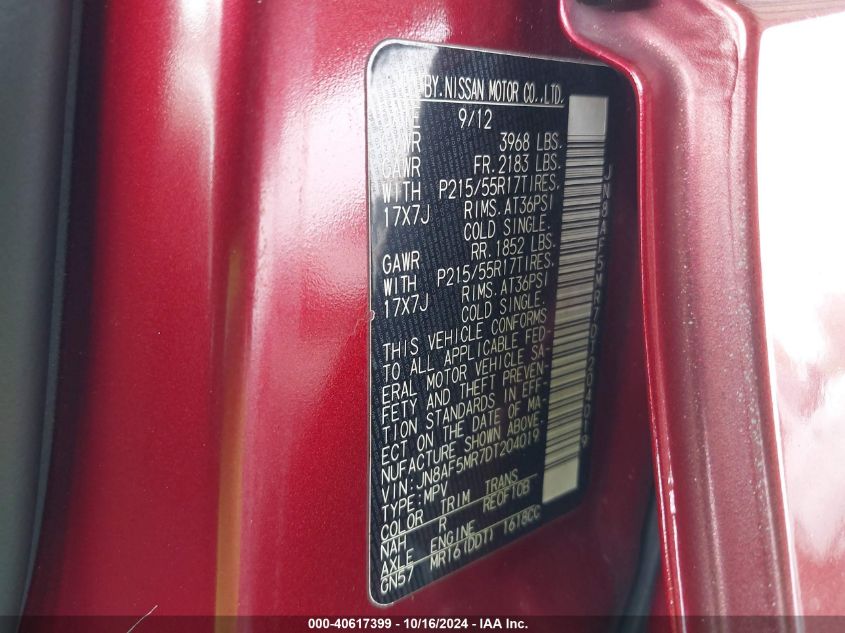 BY.NISSAN MOTOR CO.,LTD.
9/12
GVWR 3968 LBS.
GAWR FR.2183 LBS.
WITH P215/55R17TIRES.
17X7J RIMS.AT36PSI
COLD SINGLE.
GAWR RR.1852 LBS.
WITH P215/55R17TIRES.
17X7J RIMS.AT36PSI
COLD SINGLE.
THIS VEHICLE CONFORMS
TO ALL APPLICABLE FED-
ERAL MOTOR VEHICLE SA-
FETY AND THEFT PREVEN-
TION STANDARDS IN EFF-
ECT ON THE DATE OF MA-
NUFACTURE SHOWN ABOVE.
VIN:JN8AF5MR7DT204019
TYPE:MPV
COLOR TRIM TRANS
NAH R RE0F10B
AXLE ENGINE
GN57 MR16(DDT) 1618CC
JN8AF5MR7DT204019
000-40617399 - 10/16/2024 - IAA Inc.